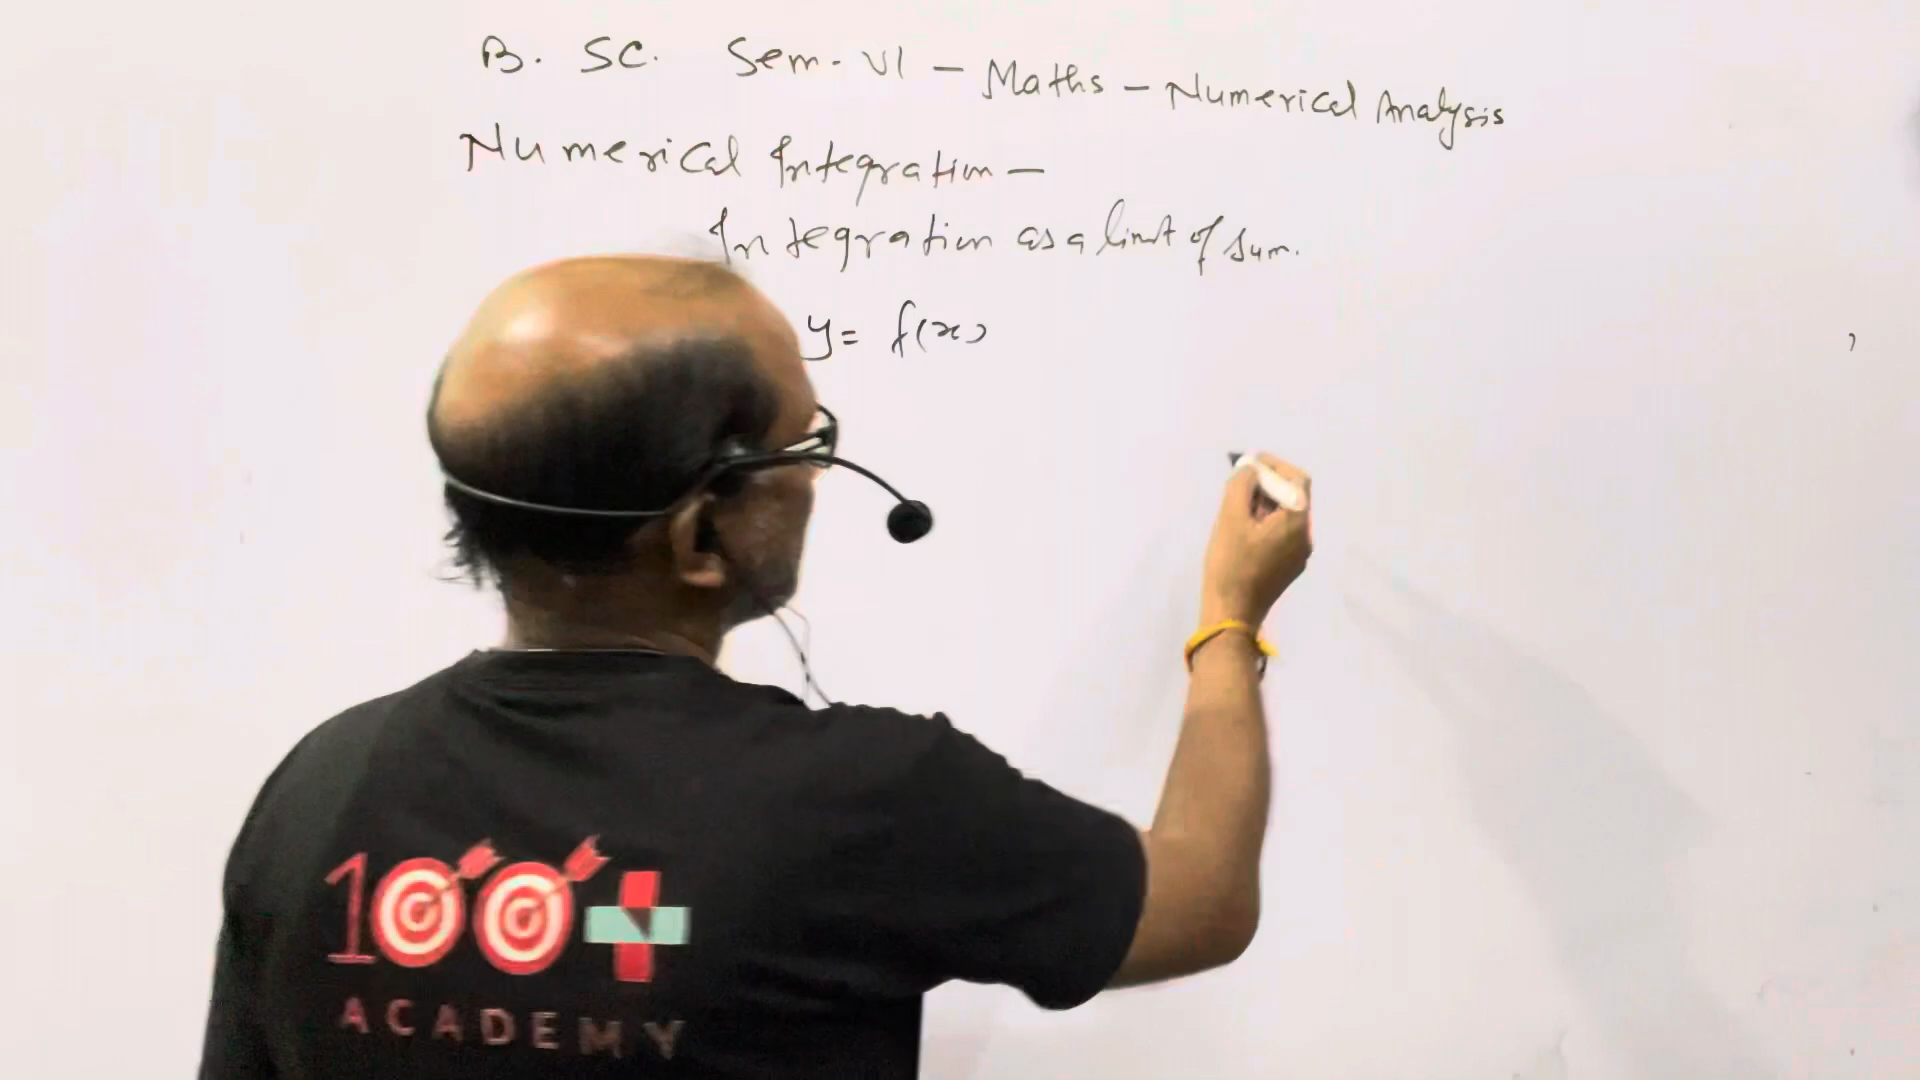 B. SC. Sem. VI - Maths - Numerical Analysis
Numerical Integration -
Integration as a limit of sum.
y = f(x)
100+
ACADEMY